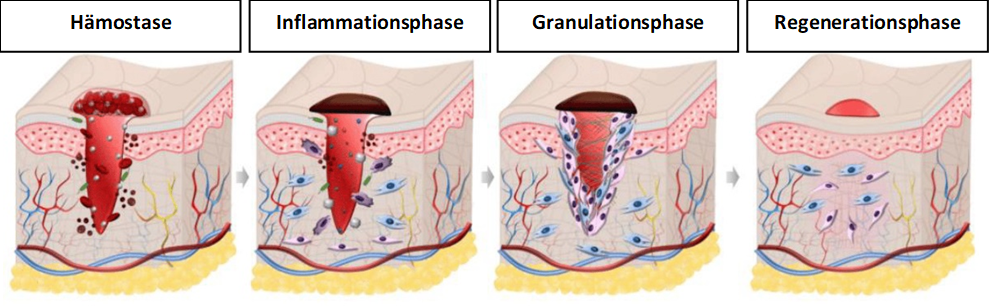 Hämostase
Inflammationsphase
Granulationsphase
Regenerationsphase